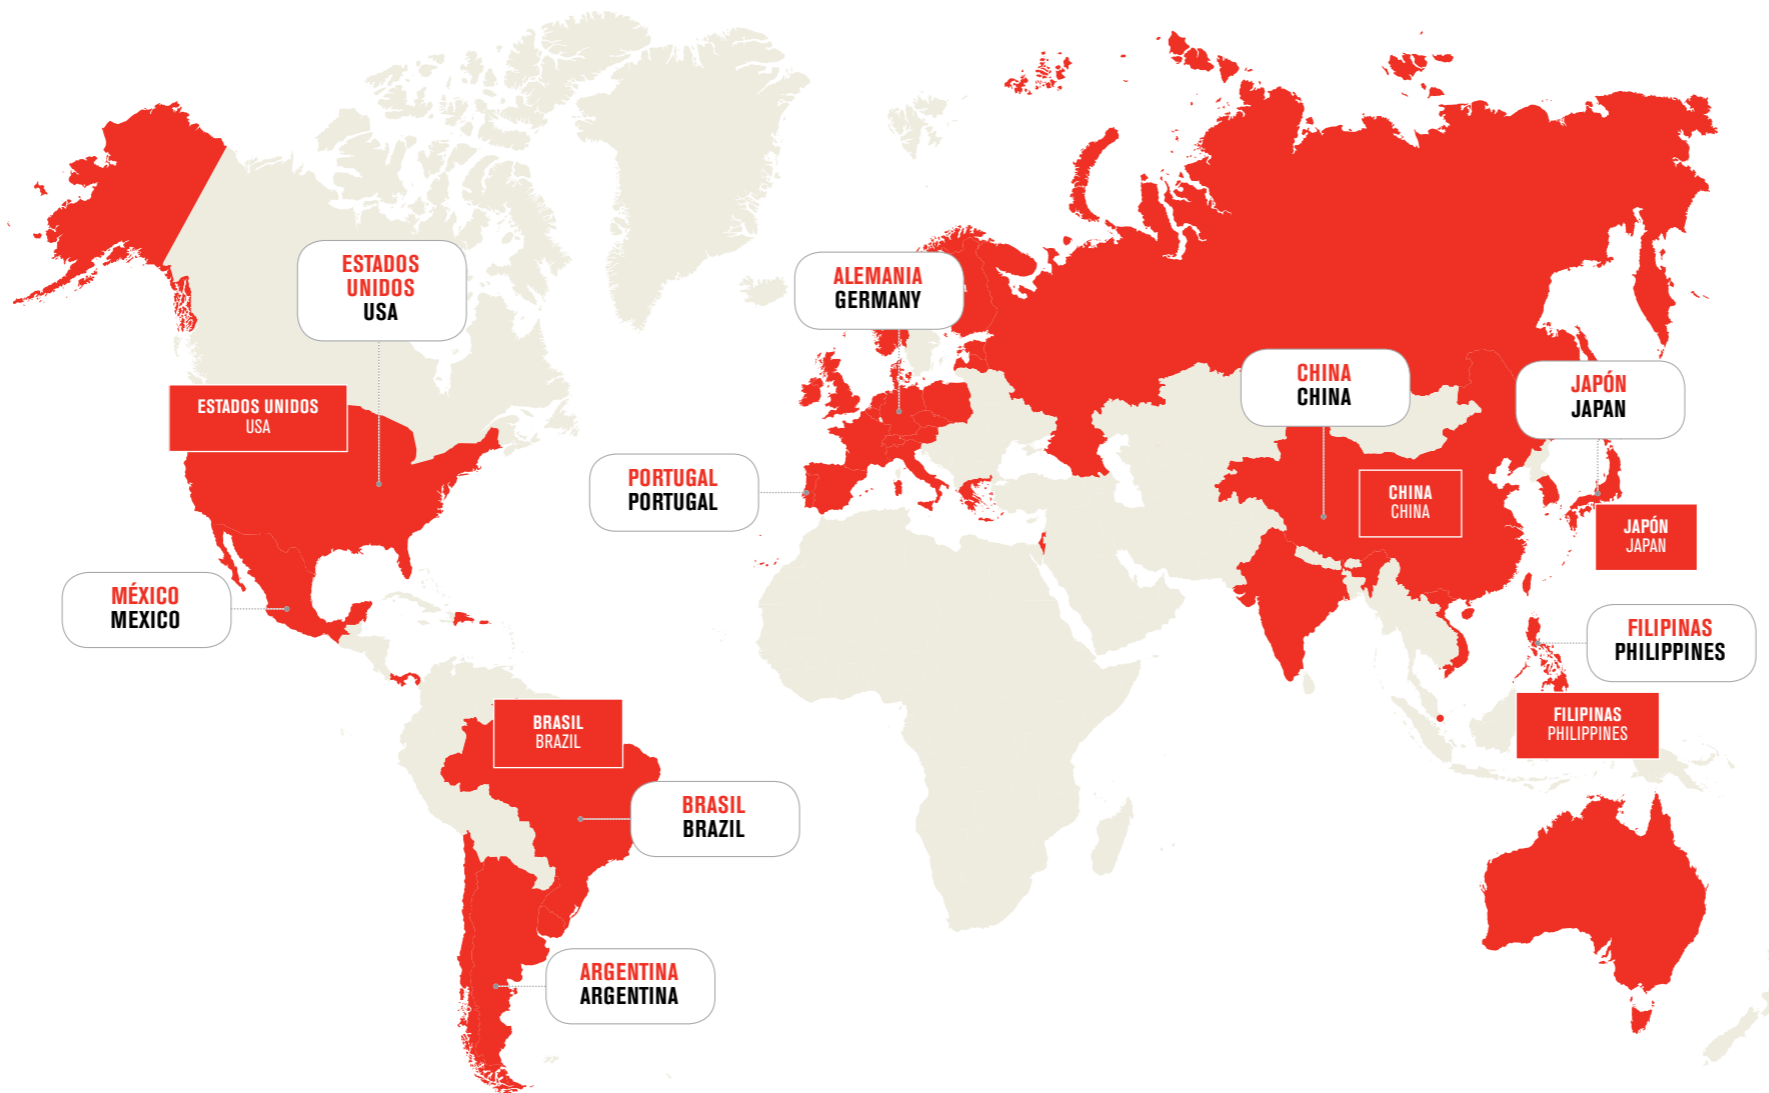 ESTADOS
UNIDOS
USA
ALEMANIA
GERMANY
CHINA
CHINA
JAPÓN
JAPAN
ESTADOS UNIDOS
USA
PORTUGAL
PORTUGAL
CHINA
CHINA
JAPÓN
JAPAN
MÉXICO
MEXICO
FILIPINAS
PHILIPPINES
BRASIL
BRAZIL
FILIPINAS
PHILIPPINES
BRASIL
BRAZIL
ARGENTINA
ARGENTINA